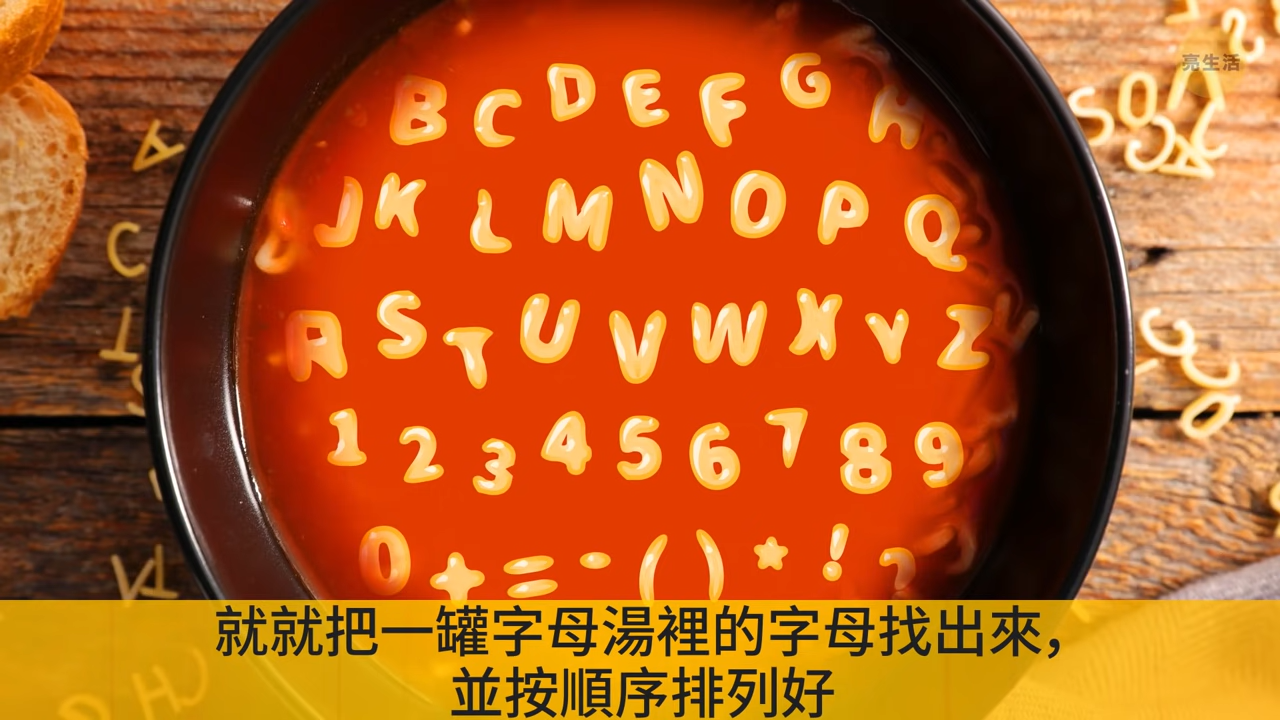 亮生活
B C D E F G H
J K L M N O P Q
R S T U V W X Y Z
1 2 3 4 5 6 7 8 9
0 + = - ( ) * ! ?
就就把一罐字母湯裡的字母找出來,
並按順序排列好